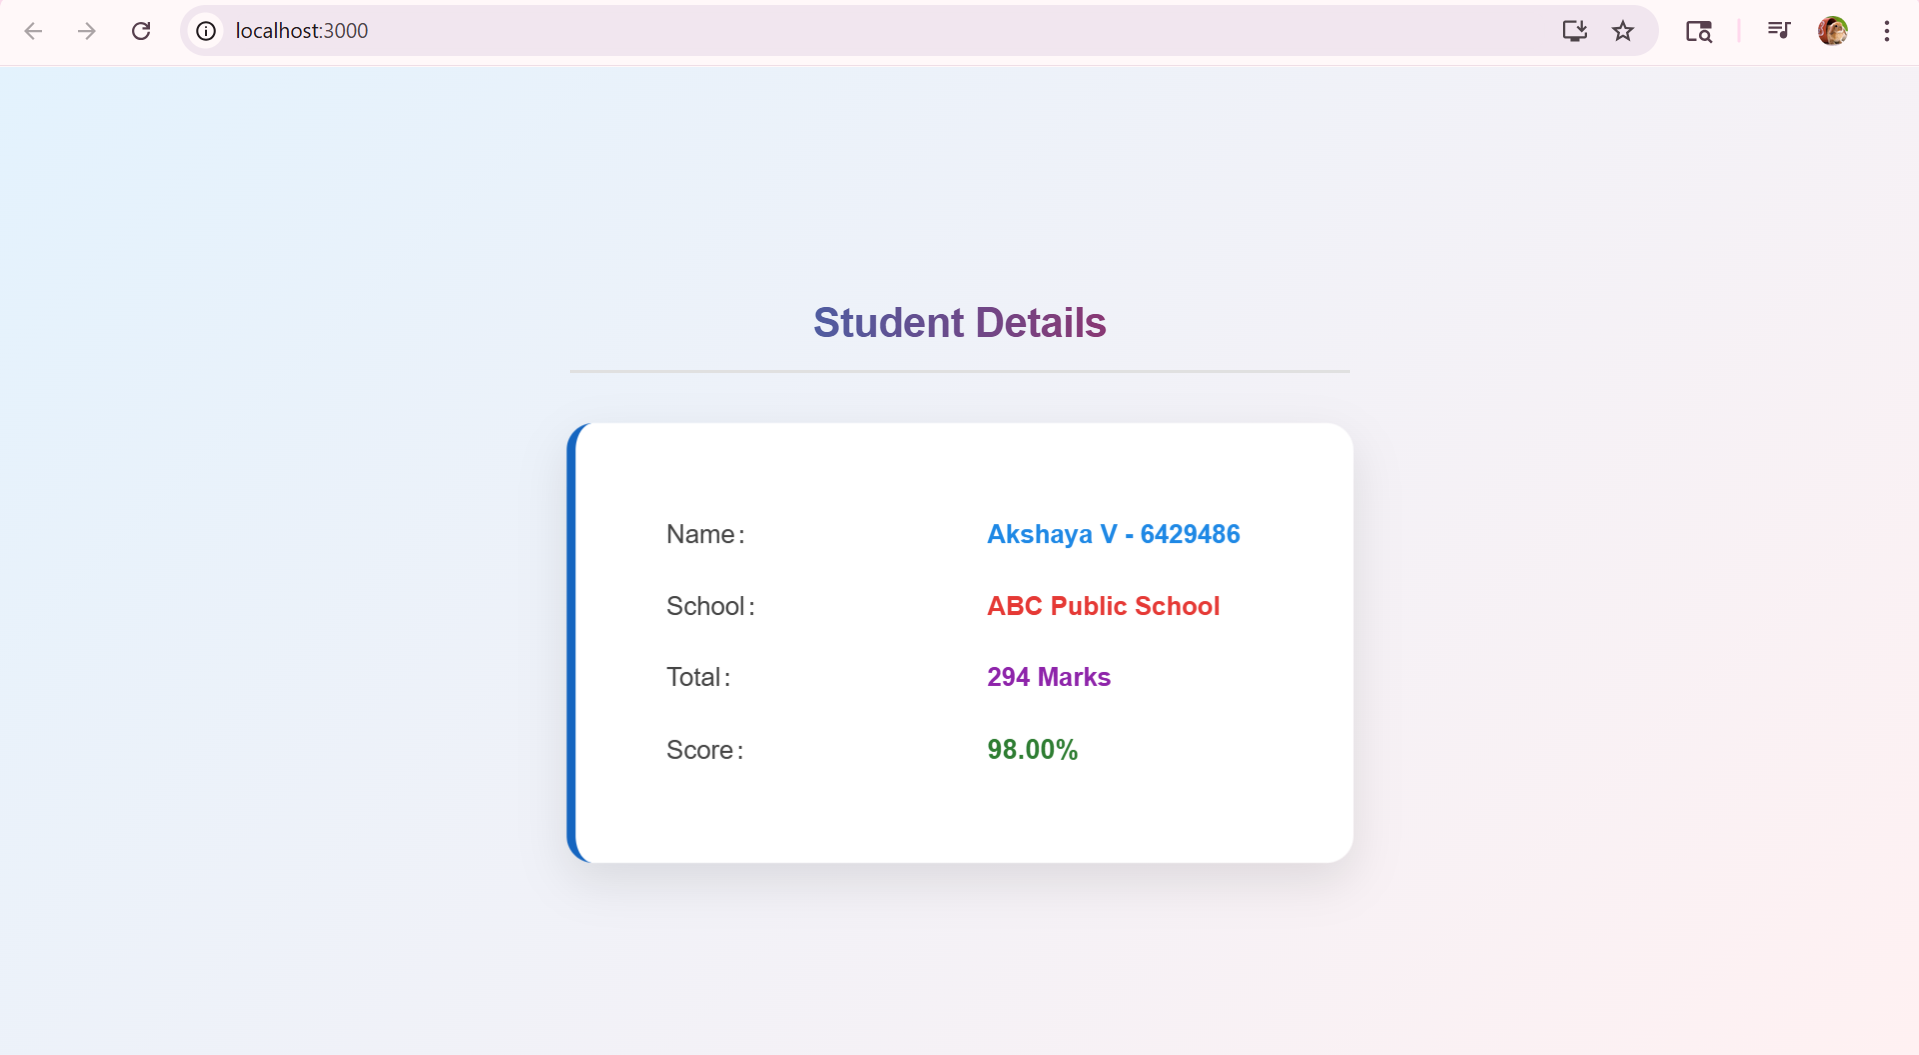 localhost:3000
Student Details
Name: Akshaya V - 6429486
School: ABC Public School
Total: 294 Marks
Score: 98.00%